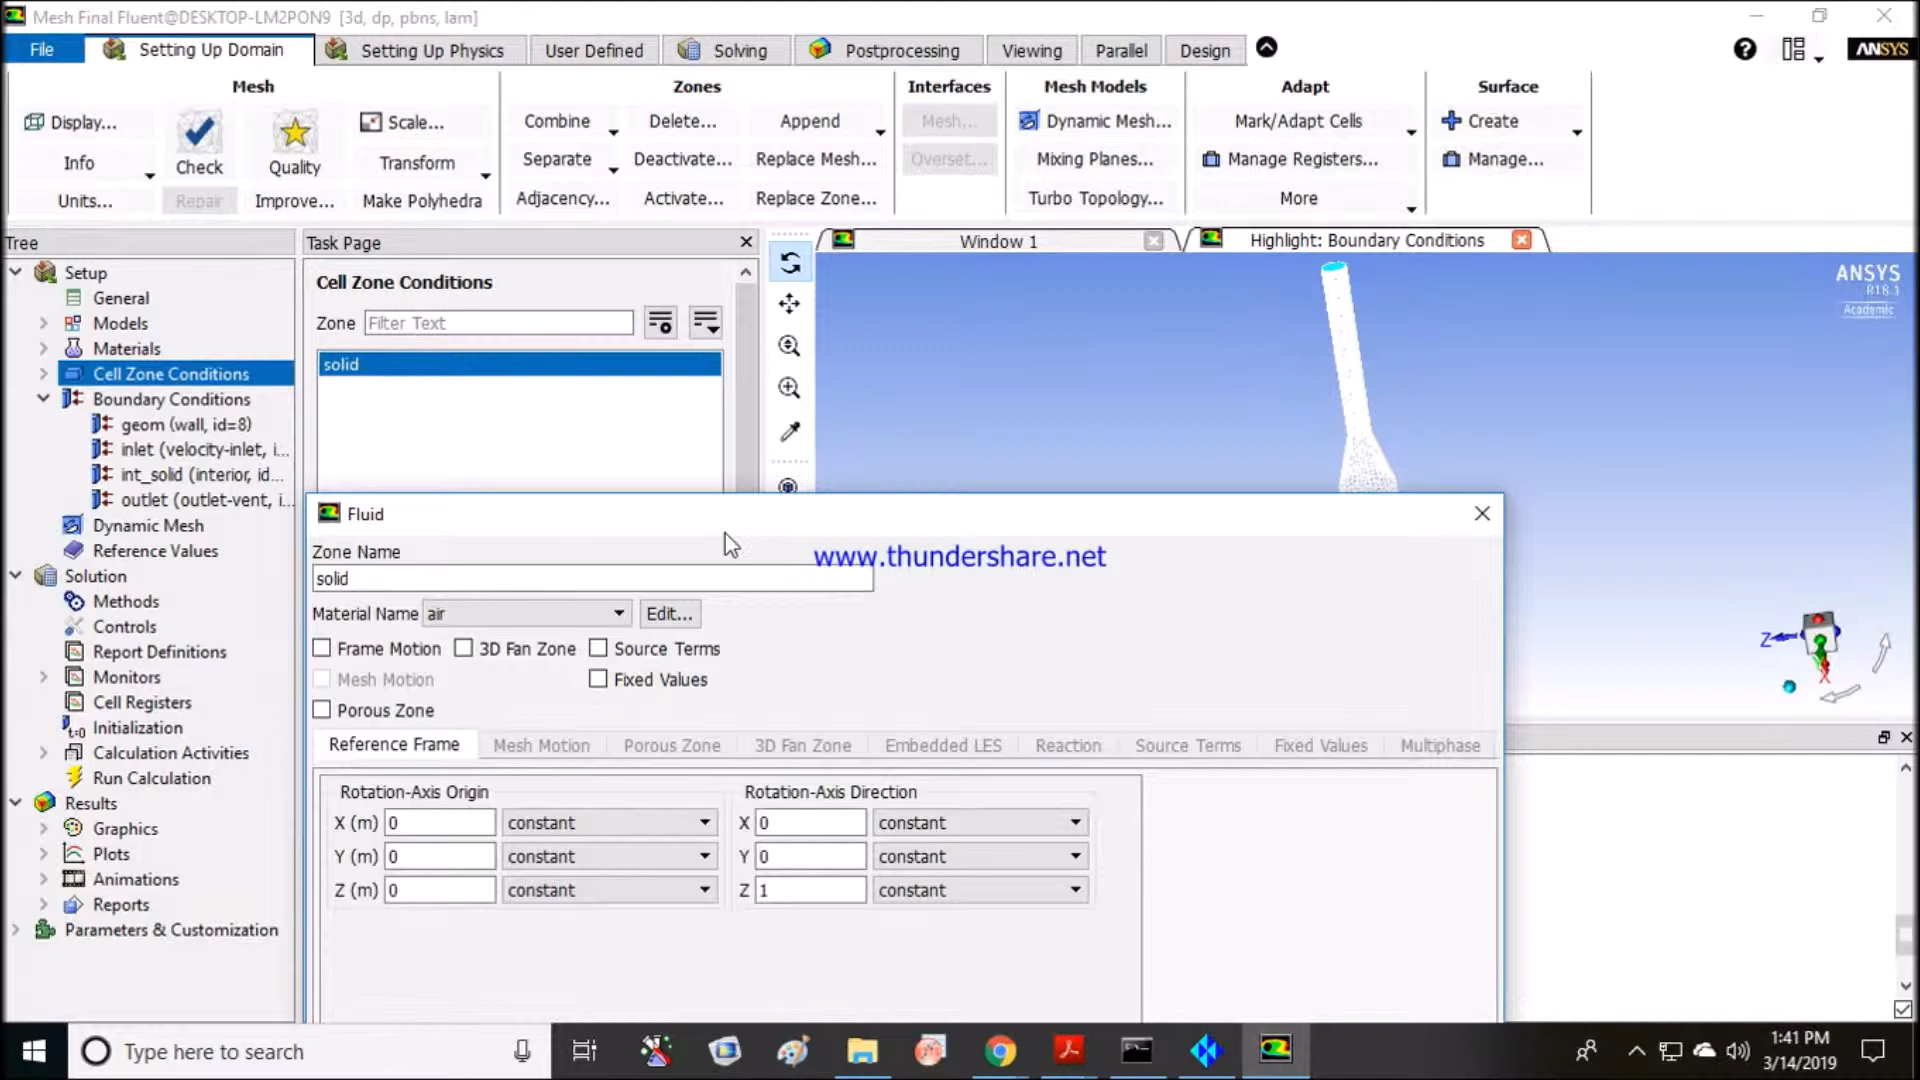 Mesh Final Fluent@DESKTOP-LM2PON9 [3d, dp, pbns, lam]
File Setting Up Domain Setting Up Physics User Defined Solving Postprocessing Viewing Parallel Design ANSYS
Mesh Zones Interfaces Mesh Models Adapt Surface
Display... Scale... Combine Delete... Append Mesh... Dynamic Mesh... Mark/Adapt Cells Create
Info Check Quality Transform Separate Deactivate... Replace Mesh... Overset... Mixing Planes... Manage Registers... Manage...
Units... Repair Improve... Make Polyhedra Adjacency... Activate... Replace Zone... Turbo Topology... More
Tree
Setup
General
Models
Materials
Cell Zone Conditions
Boundary Conditions
geom (wall, id=8)
inlet (velocity-inlet, i...
int_solid (interior, id...
outlet (outlet-vent, i...
Dynamic Mesh
Reference Values
Solution
Methods
Controls
Report Definitions
Monitors
Cell Registers
Initialization
t=0
Calculation Activities
Run Calculation
Results
Graphics
Plots
Animations
Reports
Parameters & Customization
Task Page
Cell Zone Conditions
Zone Filter Text
solid
Window 1 Highlight: Boundary Conditions
ANSYS
R18.1
Academic
Z
X
Fluid
www.thundershare.net
Zone Name
solid
Material Name air Edit...
Frame Motion 3D Fan Zone Source Terms
Mesh Motion Fixed Values
Porous Zone
Reference Frame Mesh Motion Porous Zone 3D Fan Zone Embedded LES Reaction Source Terms Fixed Values Multiphase
Rotation-Axis Origin Rotation-Axis Direction
X (m) 0 constant X 0 constant
Y (m) 0 constant Y 0 constant
Z (m) 0 constant Z 1 constant
Type here to search
1:41 PM
3/14/2019